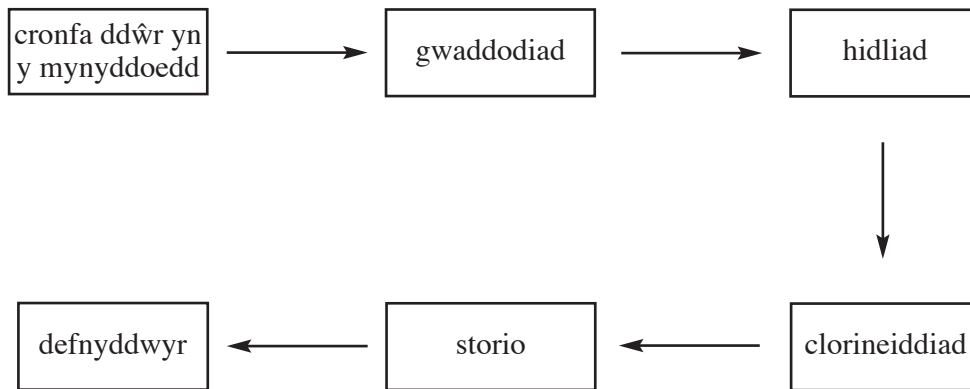 cronfa ddŵr yn
y mynyddoedd
gwaddodiad
hidliad
clorineiddiad
storio
defnyddwyr